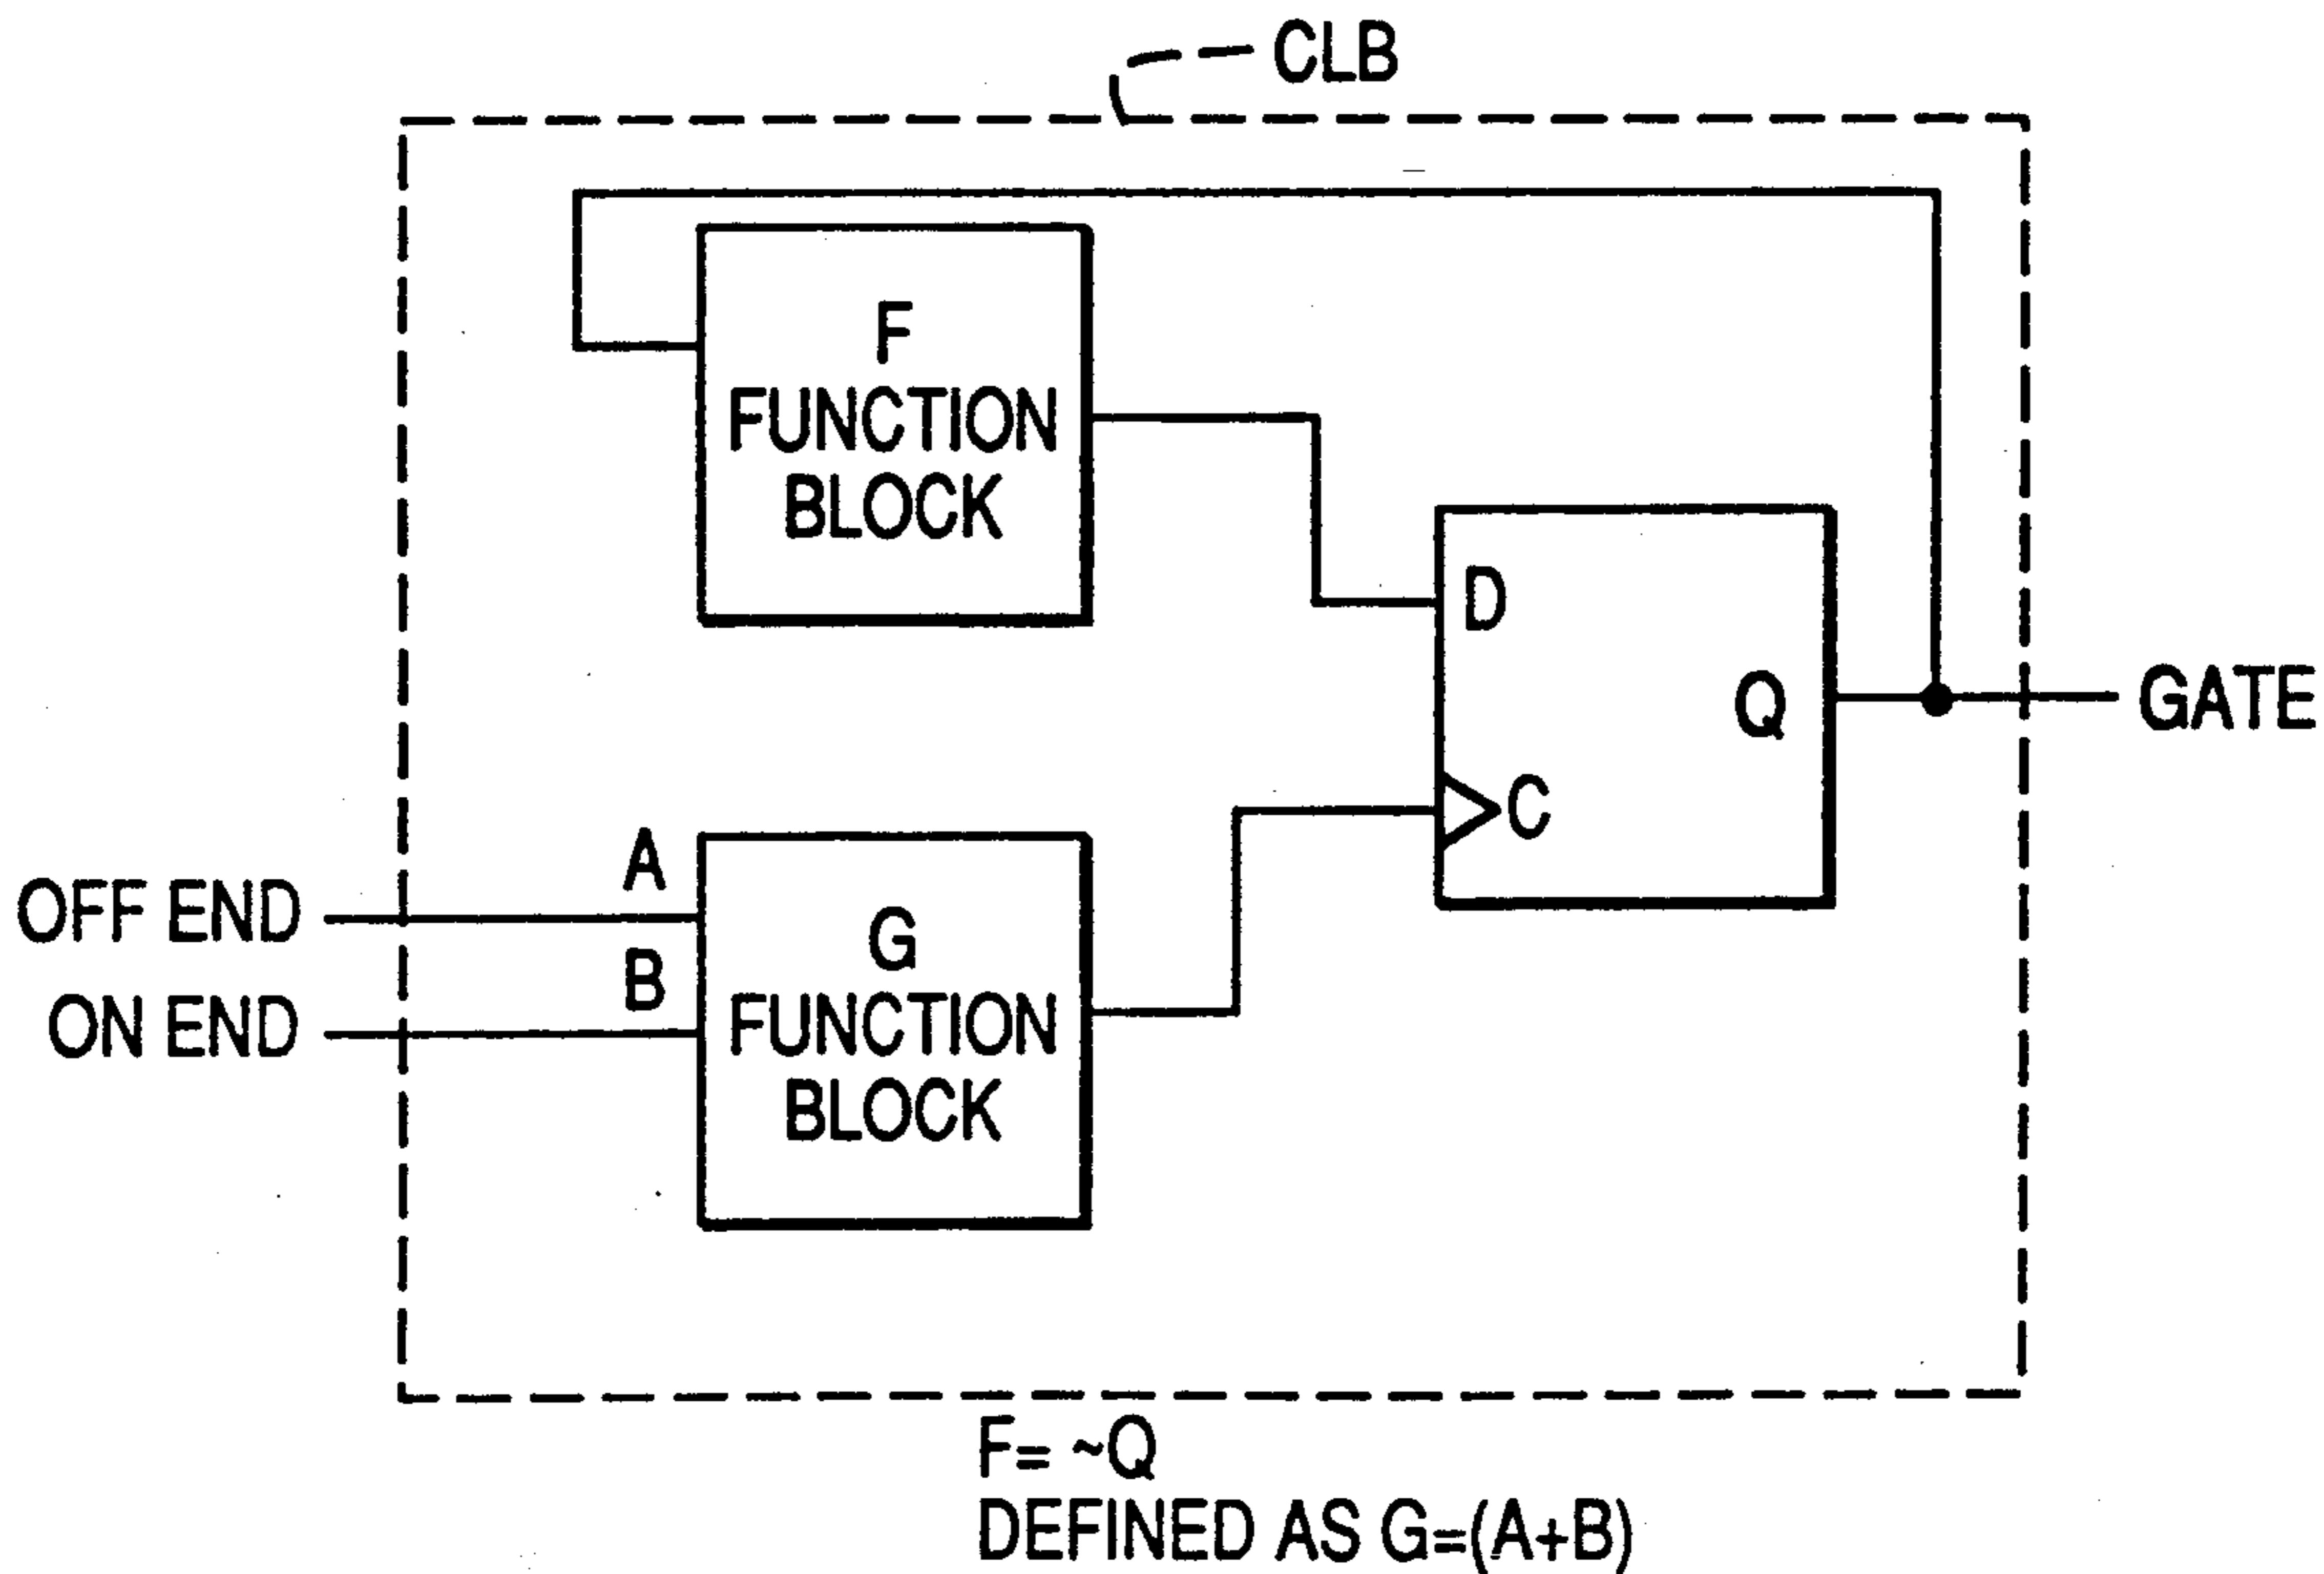 CLB
F
FUNCTION
BLOCK
D
Q
GATE
C
A
OFF END
G
B
FUNCTION
ON END
BLOCK
F= ~Q
DEFINED AS G=(A+B)